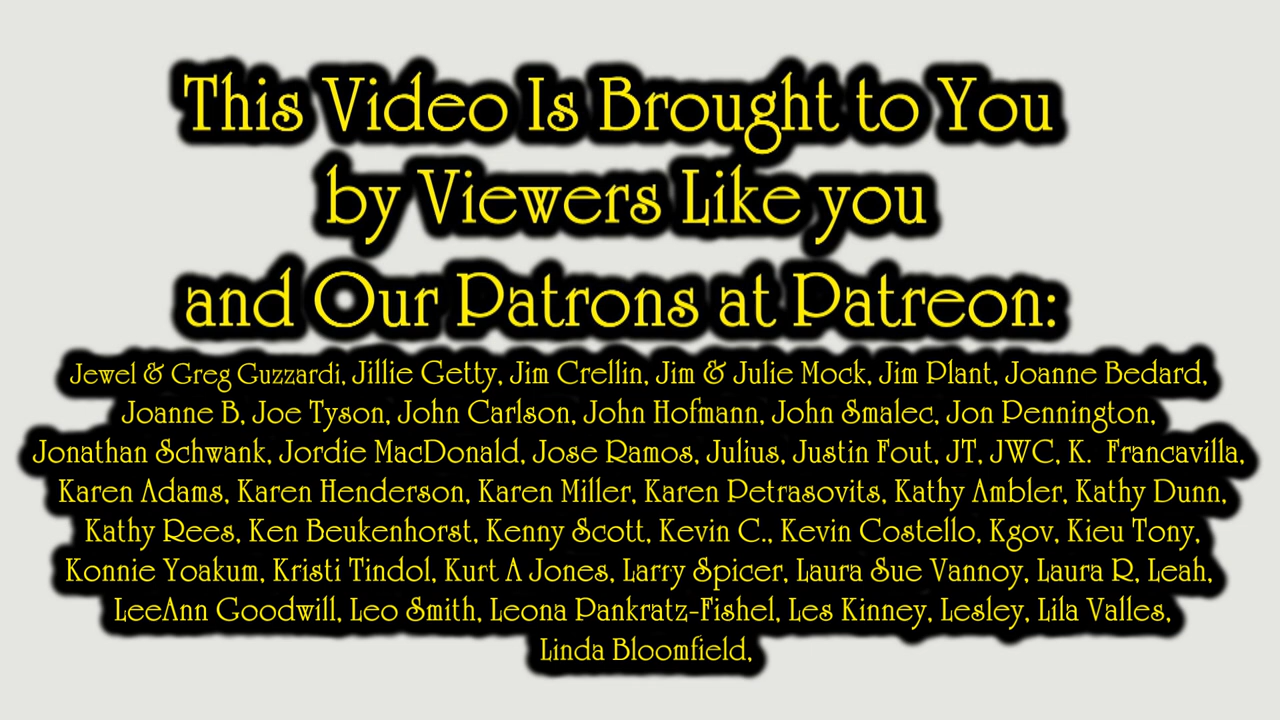 This Video Is Brought to You
by Viewers Like you
and Our Patrons at Patreon:
Jewel & Greg Guzzardi, Jillie Getty, Jim Crellin, Jim & Julie Mock, Jim Plant, Joanne Bedard,
Joanne B, Joe Tyson, John Carlson, John Hofmann, John Smalec, Jon Pennington,
Jonathan Schwank, Jordie MacDonald, Jose Ramos, Julius, Justin Fout, JT, JWC, K.  Francavilla,
Karen Adams, Karen Henderson, Karen Miller, Karen Petrasovits, Kathy Ambler, Kathy Dunn,
Kathy Rees, Ken Beukenhorst, Kenny Scott, Kevin C., Kevin Costello, Kgov, Kieu Tony,
Konnie Yoakum, Kristi Tindol, Kurt A Jones, Larry Spicer, Laura Sue Vannoy, Laura R, Leah,
LeeAnn Goodwill, Leo Smith, Leona Pankratz-Fishel, Les Kinney, Lesley, Lila Valles,
Linda Bloomfield,